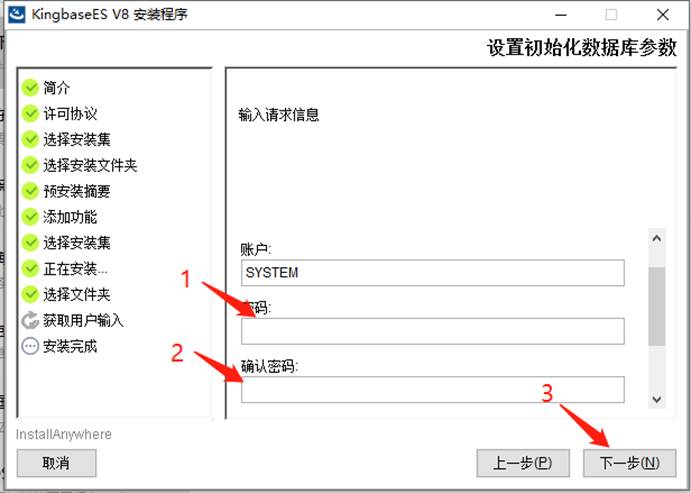 KingbaseES V8 安装程序
设置初始化数据库参数
简介
许可协议
选择安装集
选择安装文件夹
预安装摘要
添加功能
选择安装集
正在安装...
选择文件夹
获取用户输入
安装完成
输入请求信息
账户:
SYSTEM
1
密码:
2
确认密码:
3
InstallAnywhere
取消
上一步(P)
下一步(N)